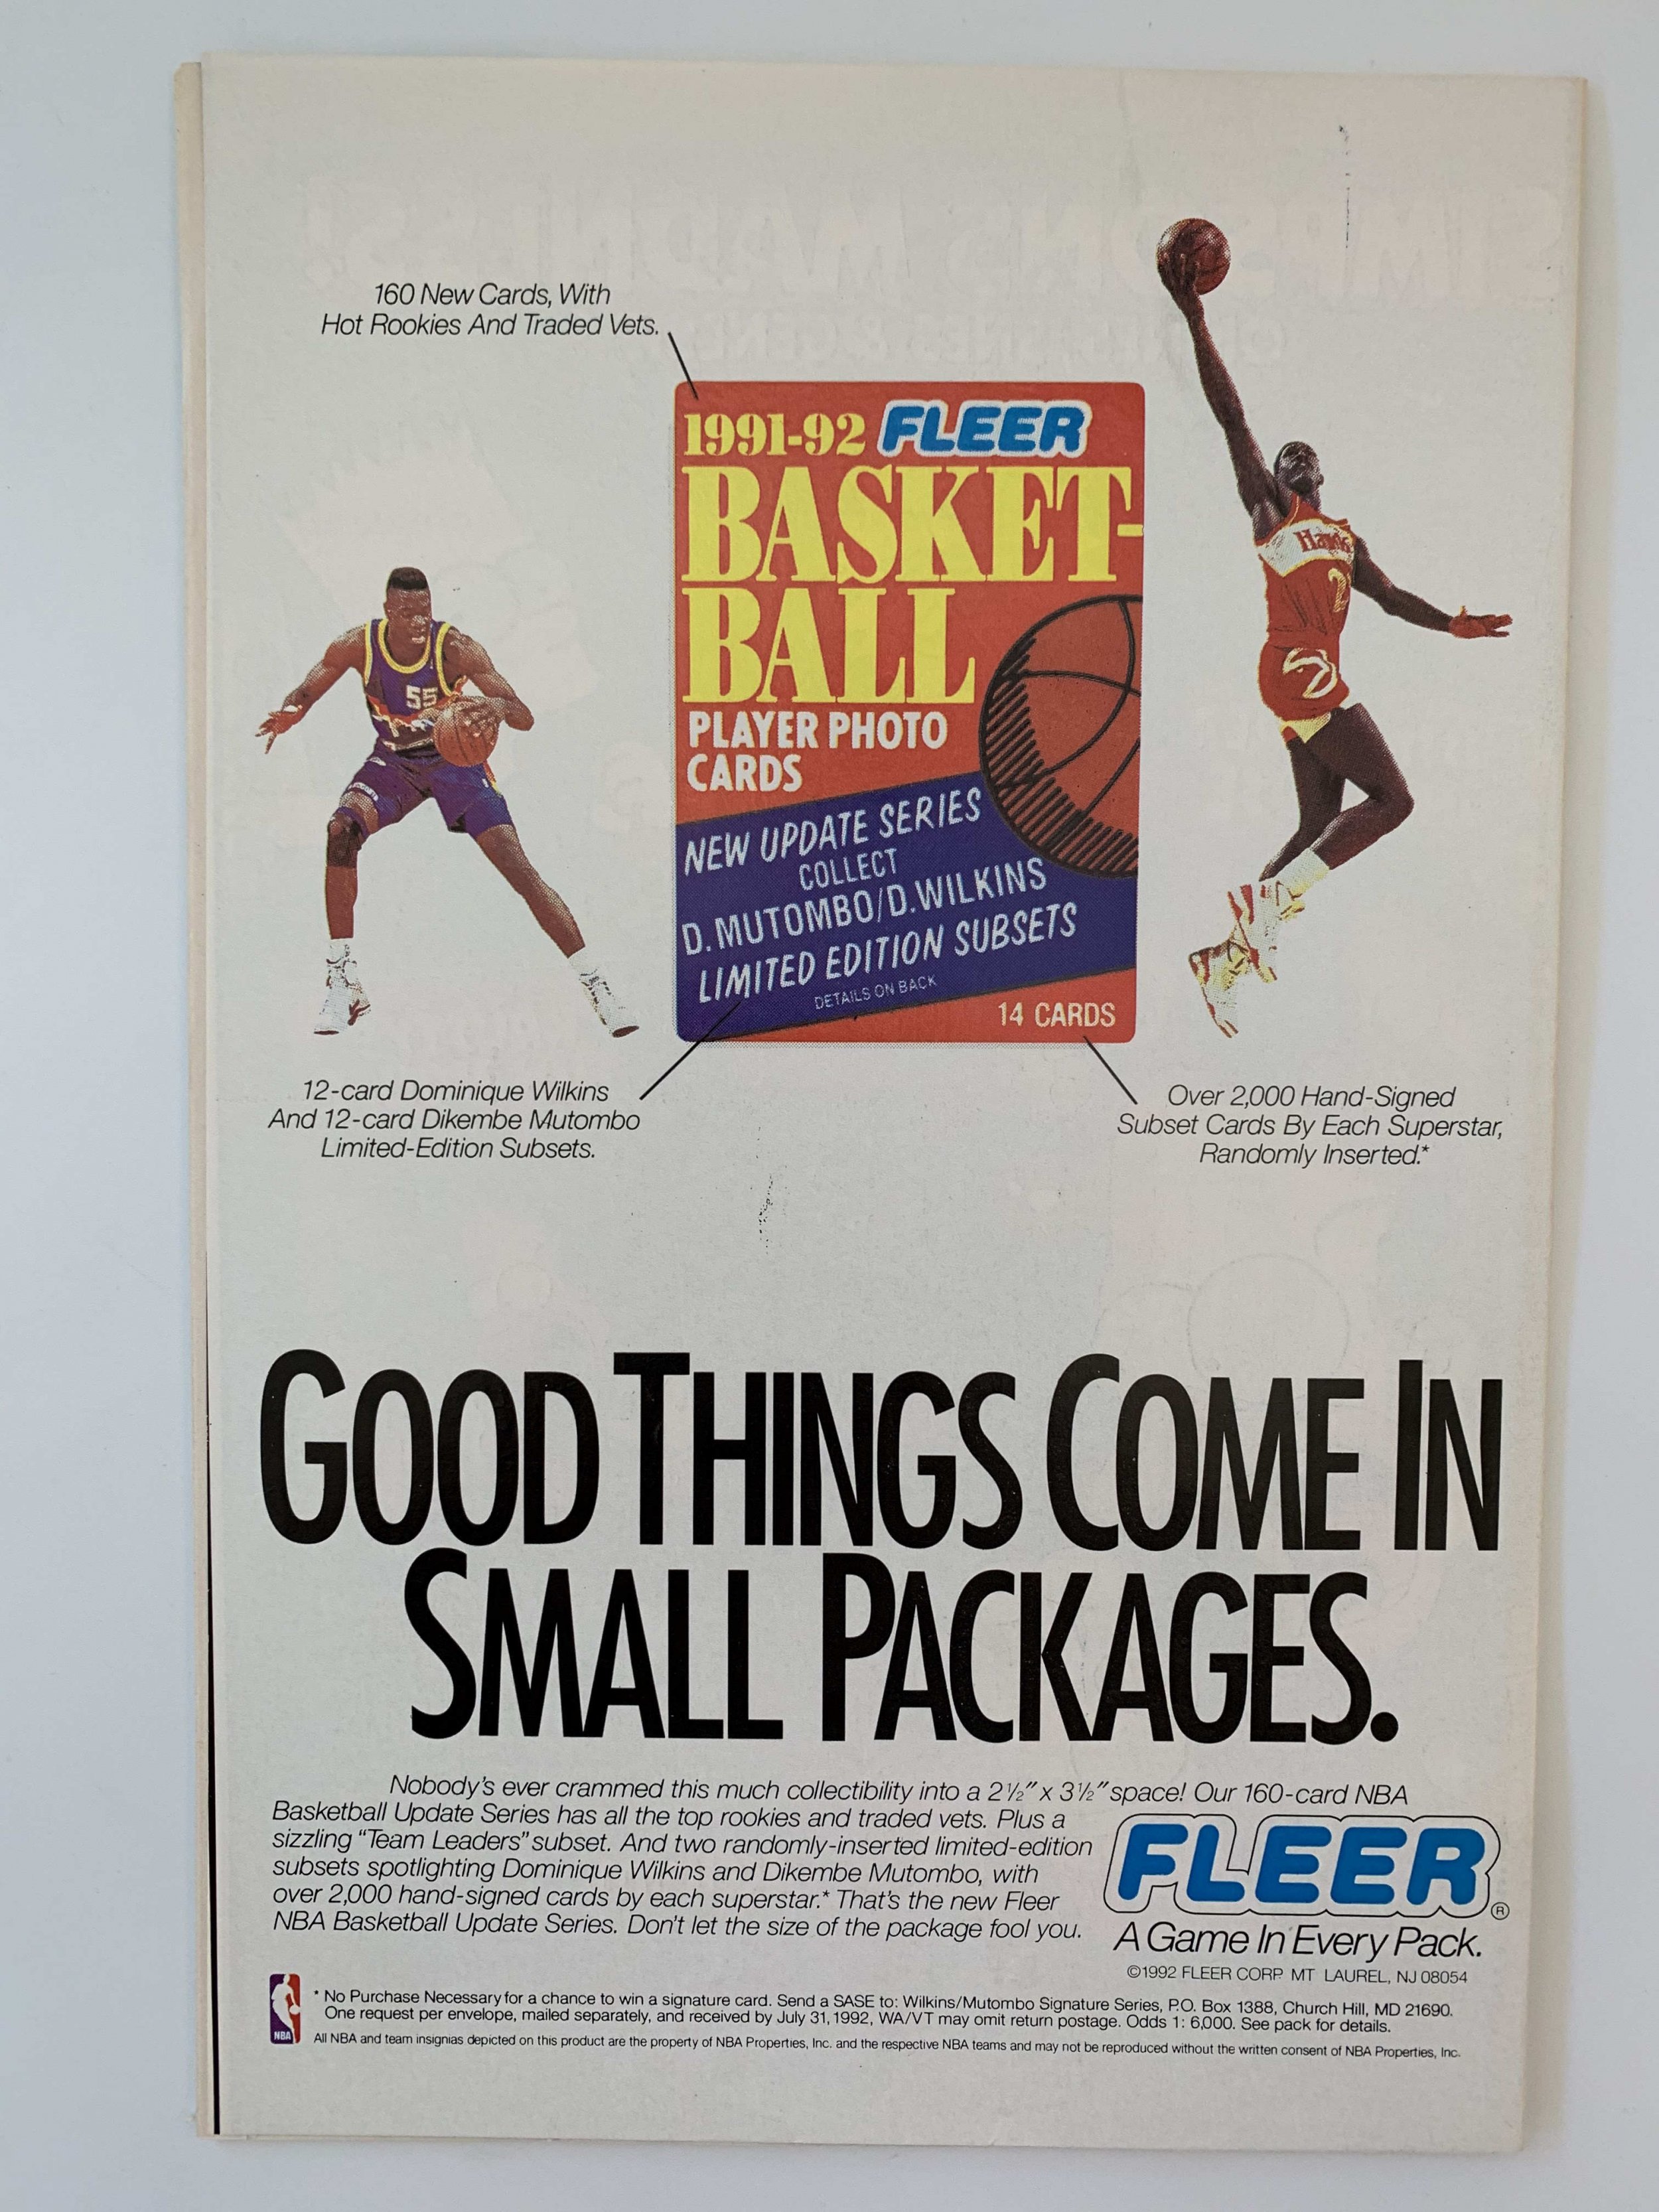 160 New Cards, With
Hot Rookies And Traded Vets.
1991-92 FLEER
BASKET-
BALL
PLAYER PHOTO
CARDS
NEW UPDATE SERIES
COLLECT
D. MUTOMBO/D. WILKINS
LIMITED EDITION SUBSETS
DETAILS ON BACK
14 CARDS
55
Hawks
2
12-card Dominique Wilkins
And 12-card Dikembe Mutombo
Limited-Edition Subsets.
Over 2,000 Hand-Signed
Subset Cards By Each Superstar,
Randomly Inserted.*
GOOD THINGS COME IN
SMALL PACKAGES.
Nobody's ever crammed this much collectibility into a 2½" x 3½" space! Our 160-card NBA
Basketball Update Series has all the top rookies and traded vets. Plus a
sizzling "Team Leaders" subset. And two randomly-inserted limited-edition
subsets spotlighting Dominique Wilkins and Dikembe Mutombo, with
over 2,000 hand-signed cards by each superstar.* That's the new Fleer
NBA Basketball Update Series. Don't let the size of the package fool you.
FLEER®
A Game In Every Pack.
©1992 FLEER CORP MT LAUREL, NJ 08054
NBA
* No Purchase Necessary for a chance to win a signature card. Send a SASE to: Wilkins/Mutombo Signature Series, P.O. Box 1388, Church Hill, MD 21690.
One request per envelope, mailed separately, and received by July 31, 1992, WA/VT may omit return postage. Odds 1: 6,000. See pack for details.
All NBA and team insignias depicted on this product are the property of NBA Properties, Inc. and the respective NBA teams and may not be reproduced without the written consent of NBA Properties, Inc.